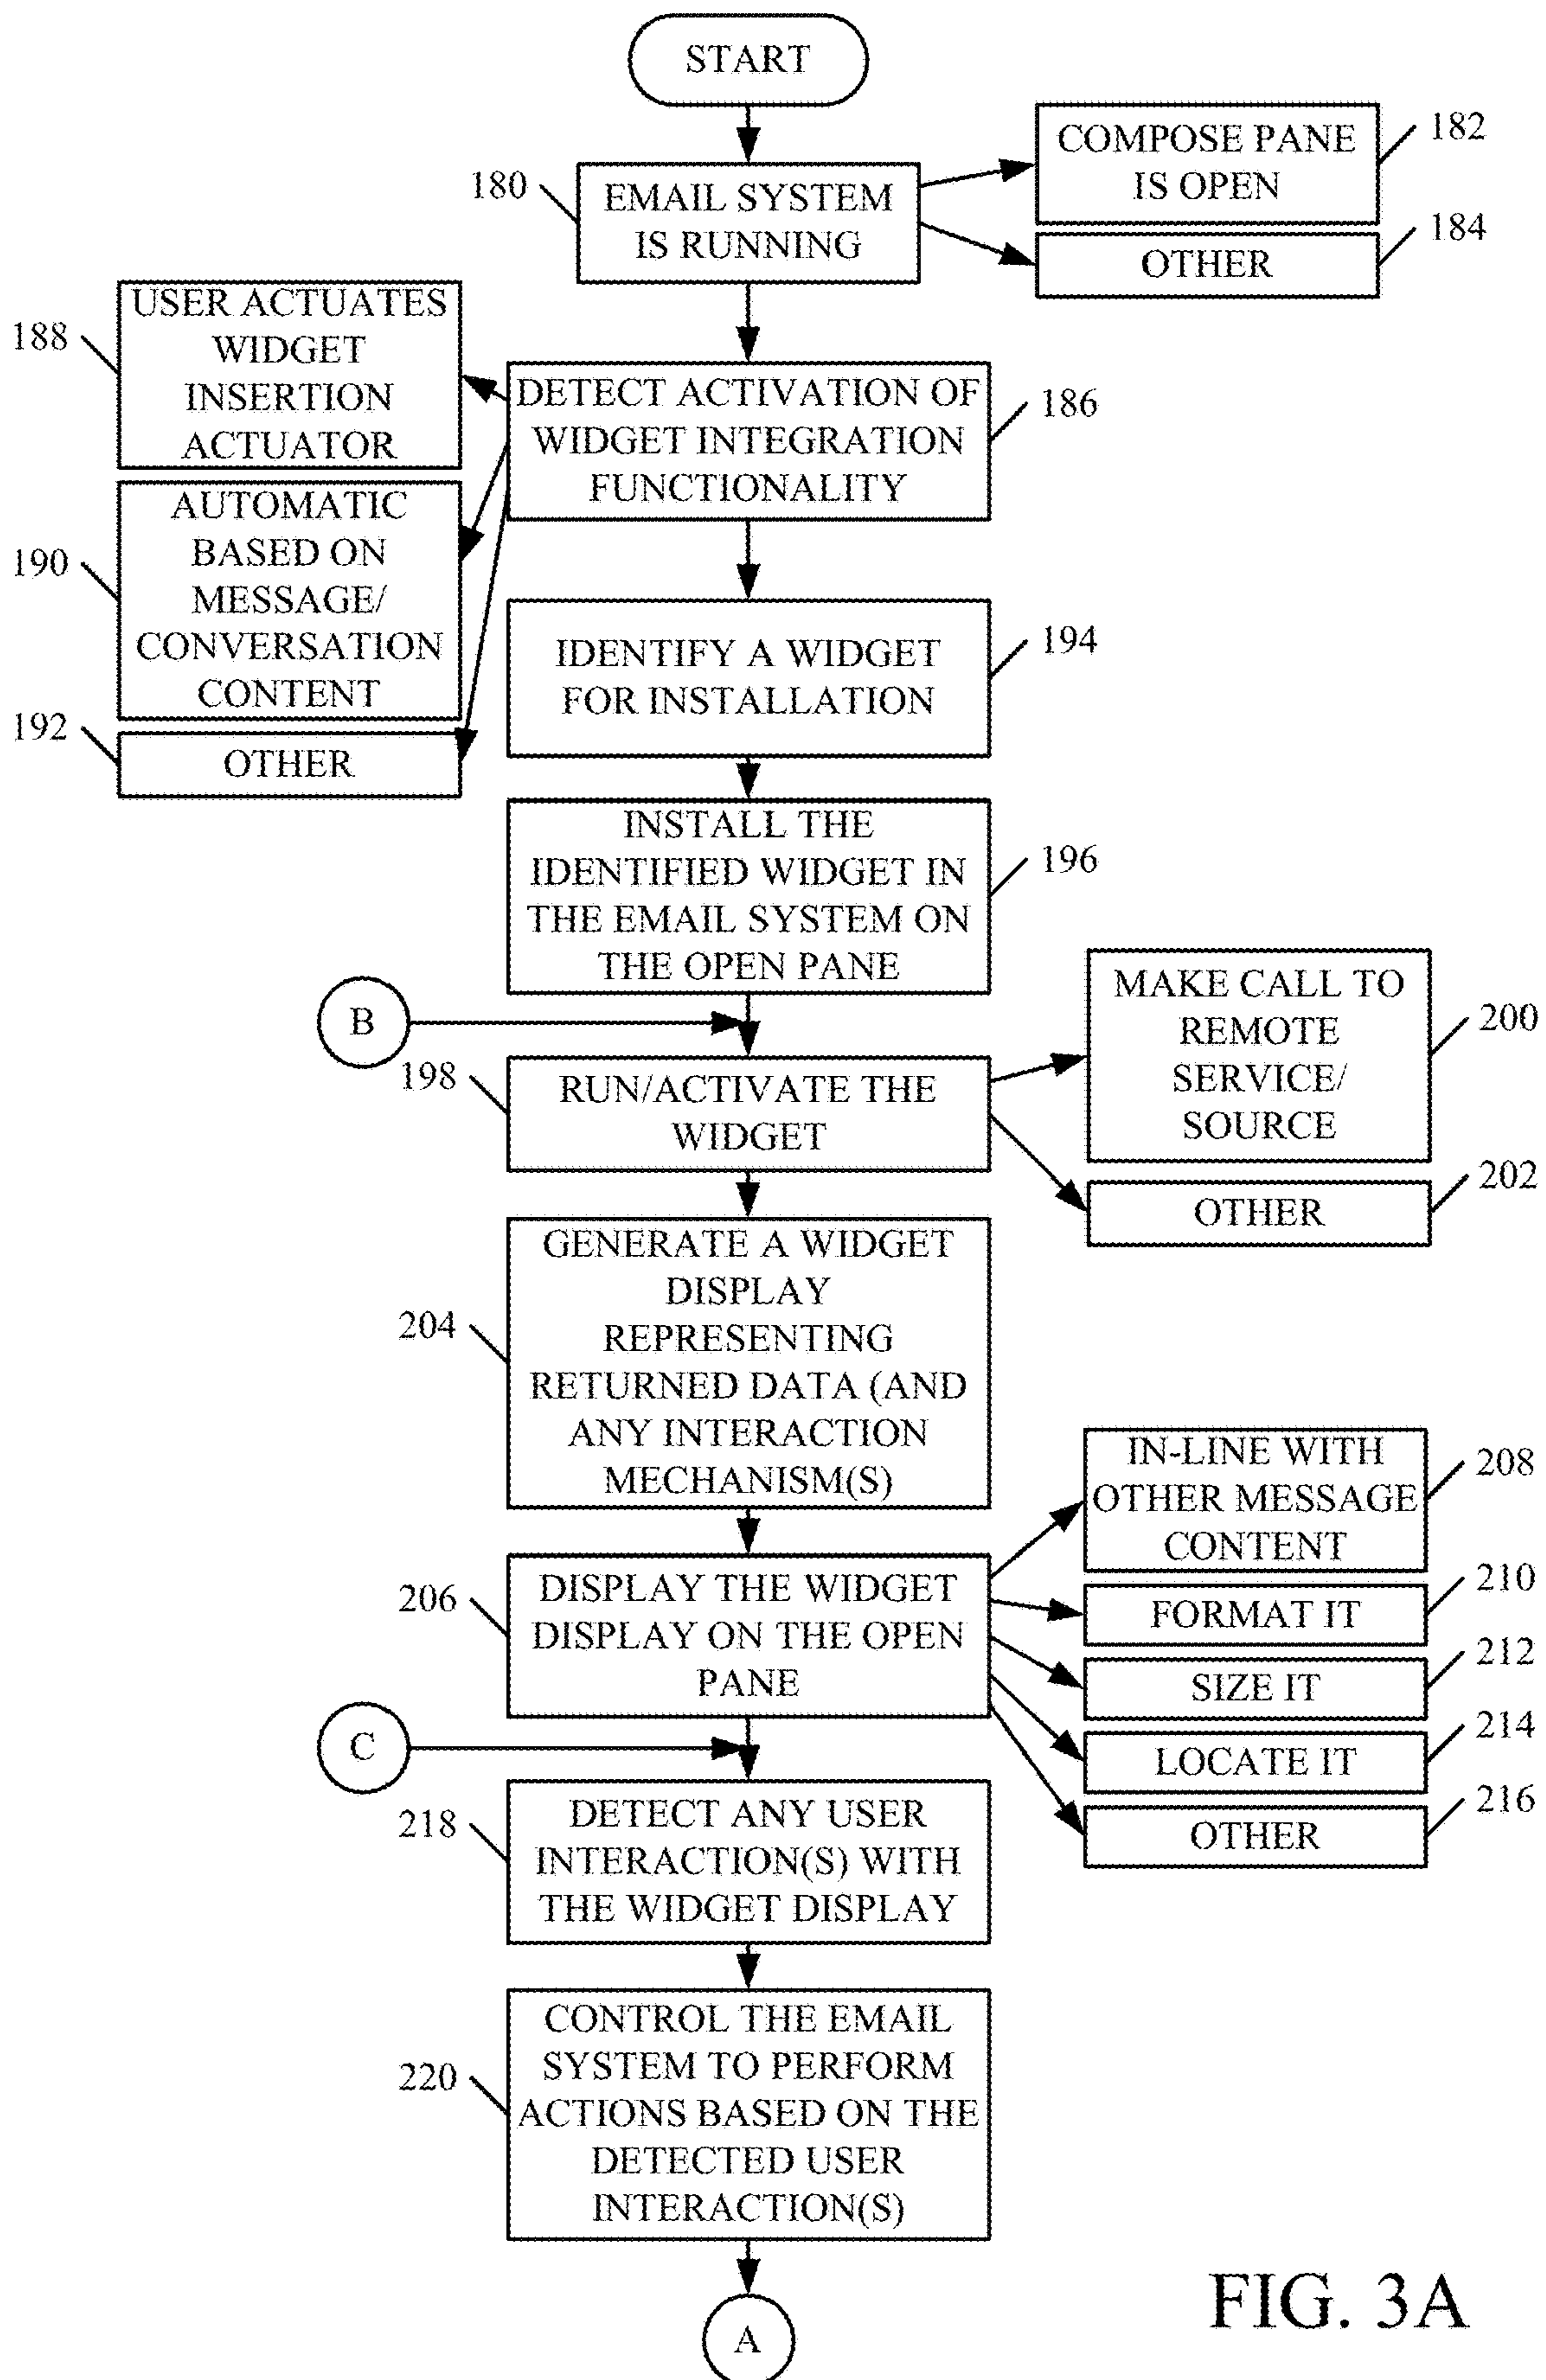 START
180
EMAIL SYSTEM
IS RUNNING
COMPOSE PANE
IS OPEN
182
OTHER
184
USER ACTUATES
WIDGET
INSERTION
ACTUATOR
188
DETECT ACTIVATION OF
WIDGET INTEGRATION
FUNCTIONALITY
186
AUTOMATIC
BASED ON
MESSAGE/
CONVERSATION
CONTENT
190
192
OTHER
IDENTIFY A WIDGET
FOR INSTALLATION
194
INSTALL THE
IDENTIFIED WIDGET IN
THE EMAIL SYSTEM ON
THE OPEN PANE
196
B
198
RUN/ACTIVATE THE
WIDGET
MAKE CALL TO
REMOTE
SERVICE/
SOURCE
200
OTHER
202
204
GENERATE A WIDGET
DISPLAY
REPRESENTING
RETURNED DATA (AND
ANY INTERACTION
MECHANISM(S)
206
DISPLAY THE WIDGET
DISPLAY ON THE OPEN
PANE
IN-LINE WITH
OTHER MESSAGE
CONTENT
208
FORMAT IT
210
SIZE IT
212
LOCATE IT
214
OTHER
216
C
218
DETECT ANY USER
INTERACTION(S) WITH
THE WIDGET DISPLAY
220
CONTROL THE EMAIL
SYSTEM TO PERFORM
ACTIONS BASED ON THE
DETECTED USER
INTERACTION(S)
A
FIG. 3A